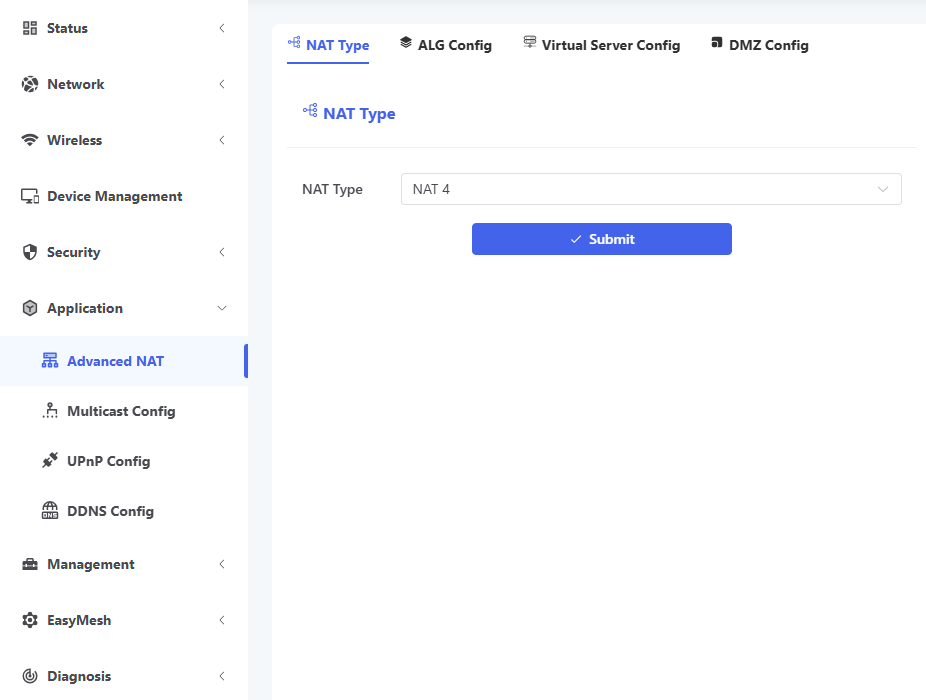 Status
Network
Wireless
Device Management
Security
Application
Advanced NAT
Multicast Config
UPnP Config
DDNS Config
Management
EasyMesh
Diagnosis
NAT Type ALG Config Virtual Server Config DMZ Config
NAT Type
NAT Type NAT 4
Submit